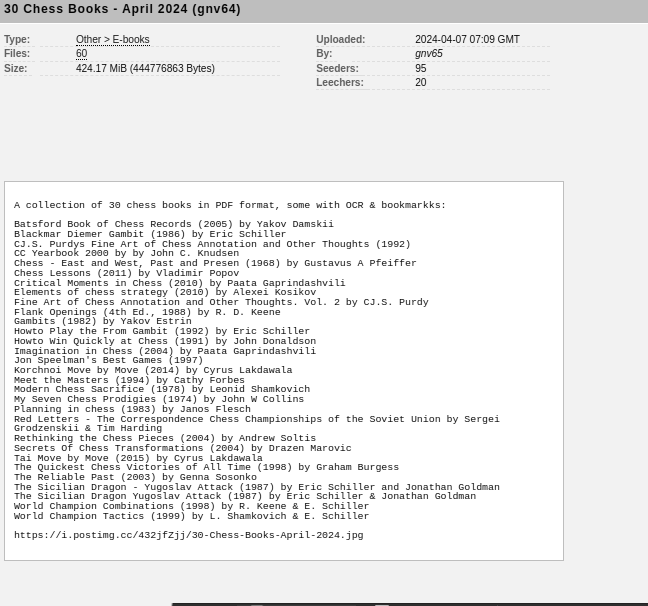 30 Chess Books - April 2024 (gnv64)
Type: Other > E-books
Files: 60
Size: 424.17 MiB (444776863 Bytes)
Uploaded: 2024-04-07 07:09 GMT
By: gnv65
Seeders: 95
Leechers: 20
A collection of 30 chess books in PDF format, some with OCR & bookmarkks:
Batsford Book of Chess Records (2005) by Yakov Damskii
Blackmar Diemer Gambit (1986) by Eric Schiller
CJ.S. Purdys Fine Art of Chess Annotation and Other Thoughts (1992)
CC Yearbook 2000 by by John C. Knudsen
Chess - East and West, Past and Presen (1968) by Gustavus A Pfeiffer
Chess Lessons (2011) by Vladimir Popov
Critical Moments in Chess (2010) by Paata Gaprindashvili
Elements of chess strategy (2010) by Alexei Kosikov
Fine Art of Chess Annotation and Other Thoughts. Vol. 2 by CJ.S. Purdy
Flank Openings (4th Ed., 1988) by R. D. Keene
Gambits (1982) by Yakov Estrin
Howto Play the From Gambit (1992) by Eric Schiller
Howto Win Quickly at Chess (1991) by John Donaldson
Imagination in Chess (2004) by Paata Gaprindashvili
Jon Speelman's Best Games (1997)
Korchnoi Move by Move (2014) by Cyrus Lakdawala
Meet the Masters (1994) by Cathy Forbes
Modern Chess Sacrifice (1978) by Leonid Shamkovich
My Seven Chess Prodigies (1974) by John W Collins
Planning in chess (1983) by Janos Flesch
Red Letters - The Correspondence Chess Championships of the Soviet Union by Sergei
Grodzenskii & Tim Harding
Rethinking the Chess Pieces (2004) by Andrew Soltis
Secrets Of Chess Transformations (2004) by Drazen Marovic
Tai Move by Move (2015) by Cyrus Lakdawala
The Quickest Chess Victories of All Time (1998) by Graham Burgess
The Reliable Past (2003) by Genna Sosonko
The Sicilian Dragon - Yugoslav Attack (1987) by Eric Schiller and Jonathan Goldman
The Sicilian Dragon Yugoslav Attack (1987) by Eric Schiller & Jonathan Goldman
World Champion Combinations (1998) by R. Keene & E. Schiller
World Champion Tactics (1999) by L. Shamkovich & E. Schiller
https://i.postimg.cc/432jfZjj/30-Chess-Books-April-2024.jpg